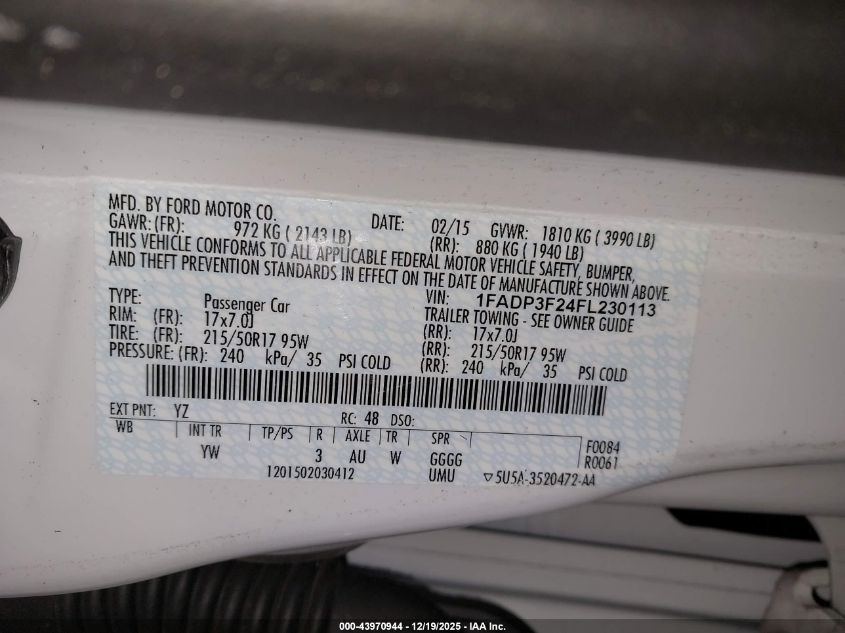 MFD. BY FORD MOTOR CO. DATE: 02/15 GVWR: 1810 KG ( 3990 LB)
GAWR: (FR): 972 KG ( 2143 LB) (RR): 880 KG ( 1940 LB)
THIS VEHICLE CONFORMS TO ALL APPLICABLE FEDERAL MOTOR VEHICLE SAFETY, BUMPER,
AND THEFT PREVENTION STANDARDS IN EFFECT ON THE DATE OF MANUFACTURE SHOWN ABOVE.
VIN: 1FADP3F24FL230113
TYPE: Passenger Car TRAILER TOWING - SEE OWNER GUIDE
RIM: (FR): 17x7.0J (RR): 17x7.0J
TIRE: (FR): 215/50R17 95W (RR): 215/50R17 95W
PRESSURE: (FR): 240 kPa/ 35 PSI COLD (RR): 240 kPa/ 35 PSI COLD
EXT PNT: YZ RC: 48 DSO:
WB INT TR TP/PS R AXLE TR SPR F0084
YW 3 AU W GGGG R0061
1201502030412 UMU ▽5U5A-3520472-AA
000-43970944 - 12/19/2025 - IAA Inc.